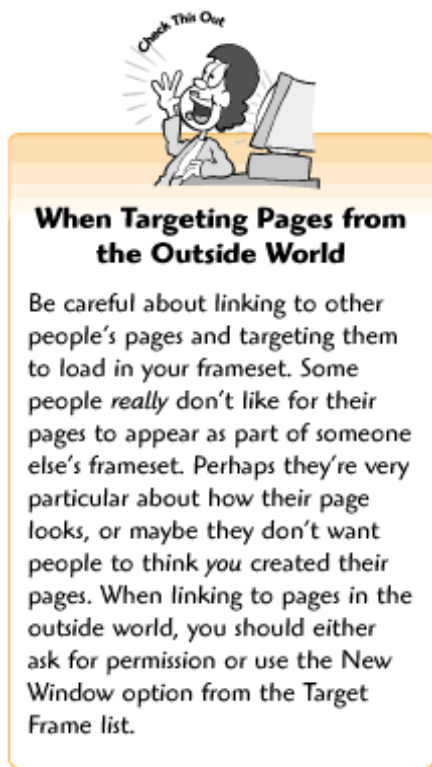 Check This Out
When Targeting Pages from
the Outside World
Be careful about linking to other
people's pages and targeting them
to load in your frameset. Some
people really don't like for their
pages to appear as part of someone
else's frameset. Perhaps they're very
particular about how their page
looks, or maybe they don't want
people to think you created their
pages. When linking to pages in the
outside world, you should either
ask for permission or use the New
Window option from the Target
Frame list.